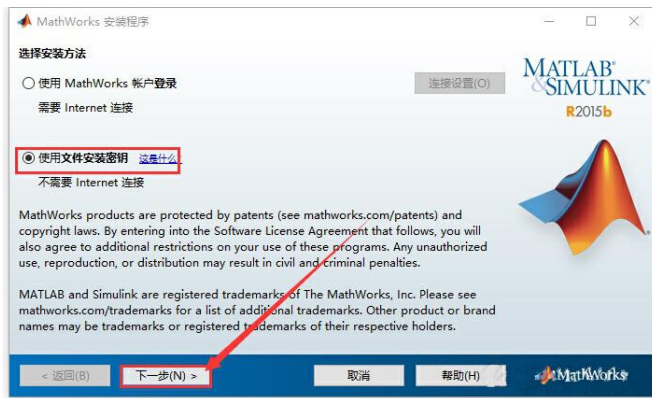 MathWorks 安装程序
选择安装方法
使用 MathWorks 帐户登录
连接设置(O)
需要 Internet 连接
使用文件安装密钥 这是什么
不需要 Internet 连接
MATLAB®
&SIMULINK®
R2015b
MathWorks products are protected by patents (see mathworks.com/patents) and
copyright laws. By entering into the Software License Agreement that follows, you will
also agree to additional restrictions on your use of these programs. Any unauthorized
use, reproduction, or distribution may result in civil and criminal penalties.
MATLAB and Simulink are registered trademarks of The MathWorks, Inc. Please see
mathworks.com/trademarks for a list of additional trademarks. Other product or brand
names may be trademarks or registered trademarks of their respective holders.
< 返回(B)
下一步(N) >
取消
帮助(H)
MathWorks®